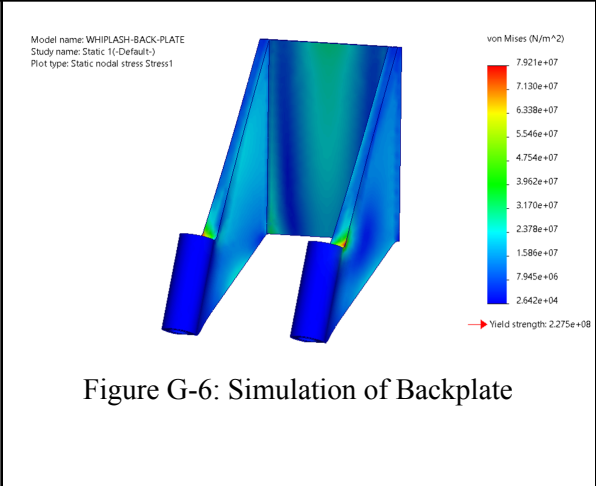 Model name: WHIPLASH-BACK-PLATE
Study name: Static 1(-Default-)
Plot type: Static nodal stress Stress1
von Mises (N/m^2)
7.921e+07
7.130e+07
6.338e+07
5.546e+07
4.754e+07
3.962e+07
3.170e+07
2.378e+07
1.586e+07
7.945e+06
2.642e+04
Yield strength: 2.275e+08
Figure G-6: Simulation of Backplate